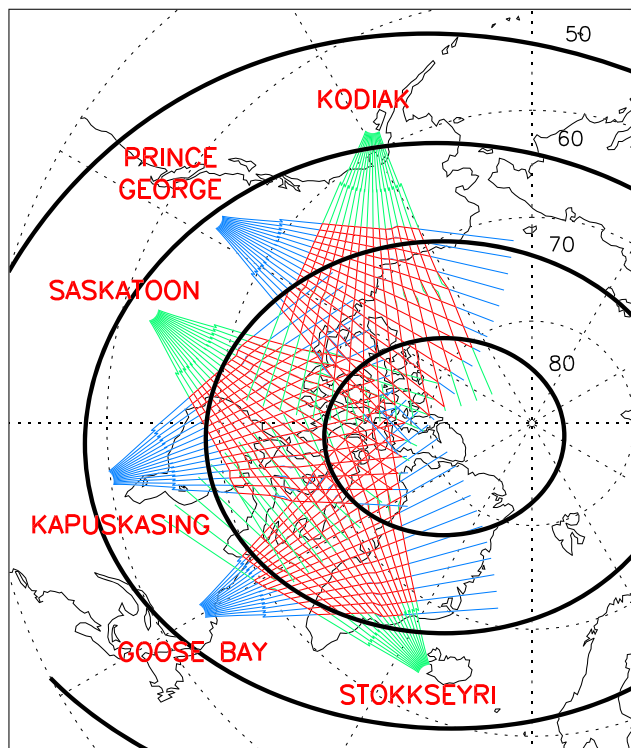 50
KODIAK
60
PRINCE
GEORGE
70
SASKATOON
80
KAPUSKASING
GOOSE BAY
STOKKSEYRI